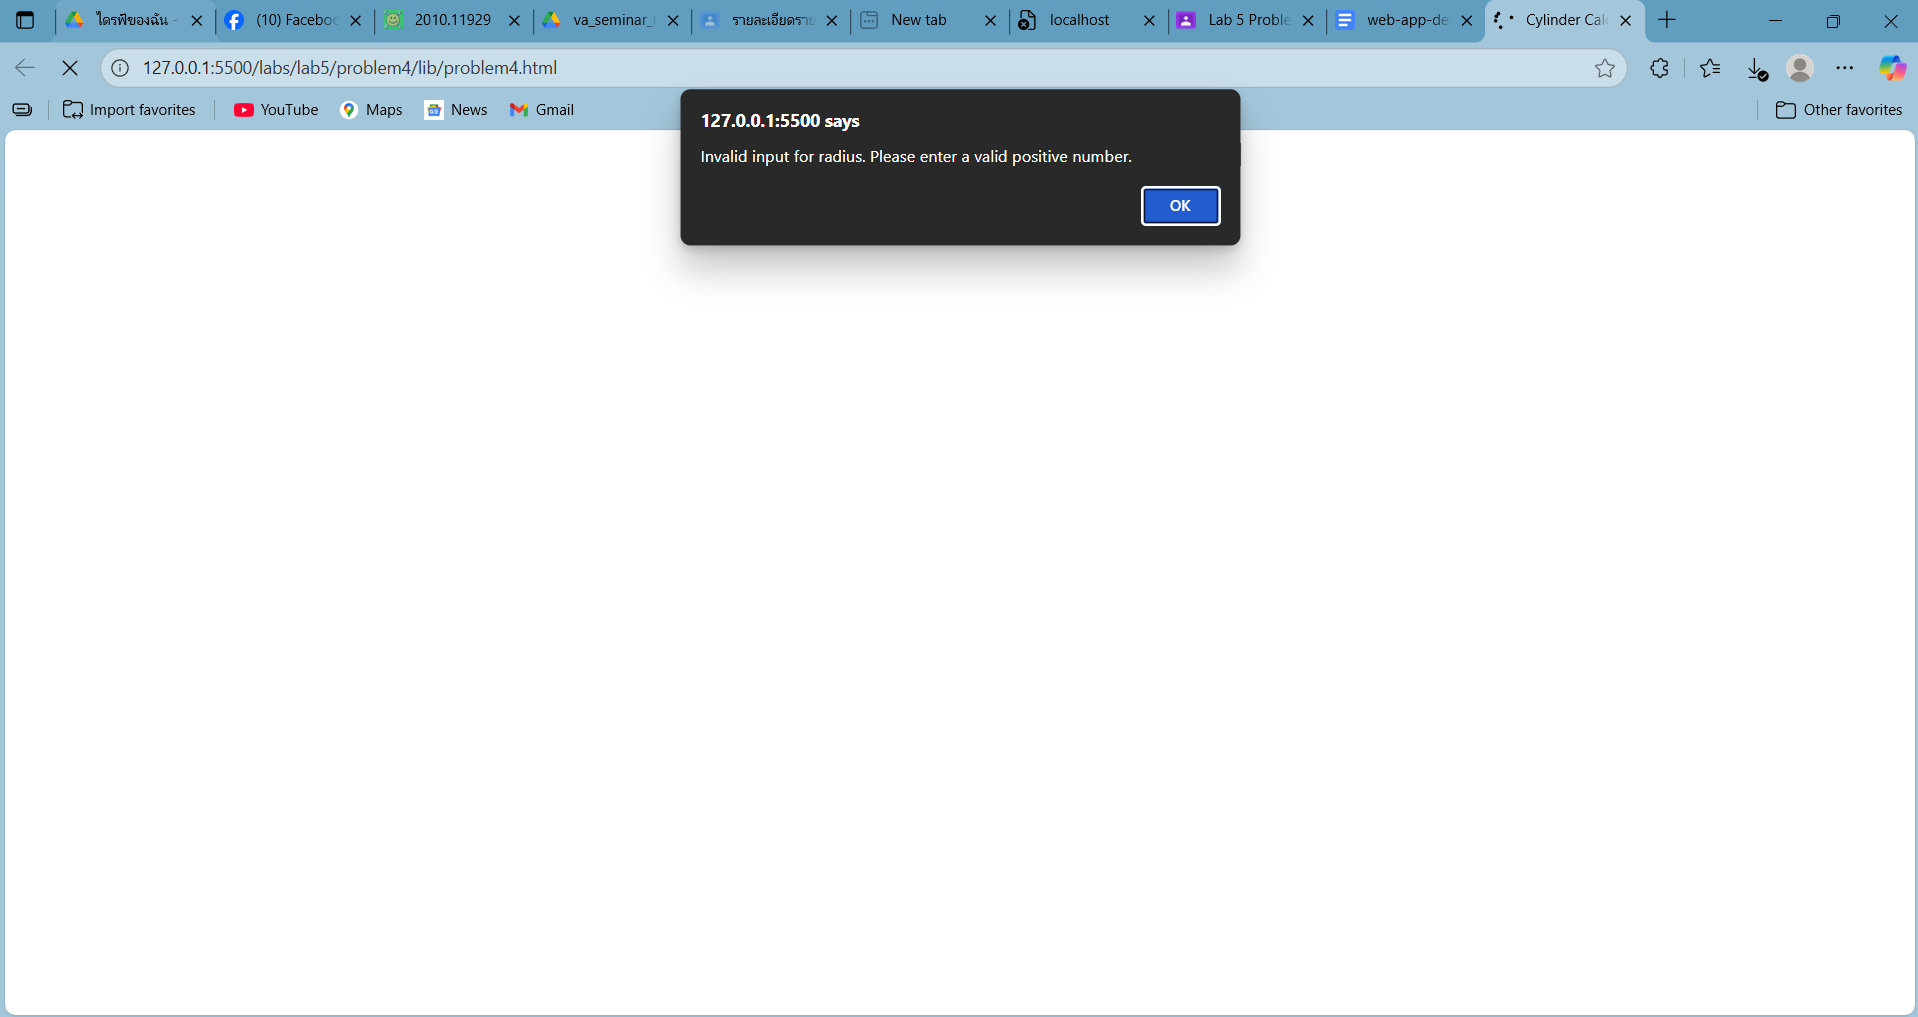 ไดรฟ์ของฉัน -
(10) Faceboo
2010.11929
va_seminar_
รายละเอียดราย
New tab
localhost
Lab 5 Proble
web-app-de
Cylinder Calc
127.0.0.1:5500/labs/lab5/problem4/lib/problem4.html
Import favorites
YouTube
Maps
News
Gmail
Other favorites
127.0.0.1:5500 says
Invalid input for radius. Please enter a valid positive number.
OK